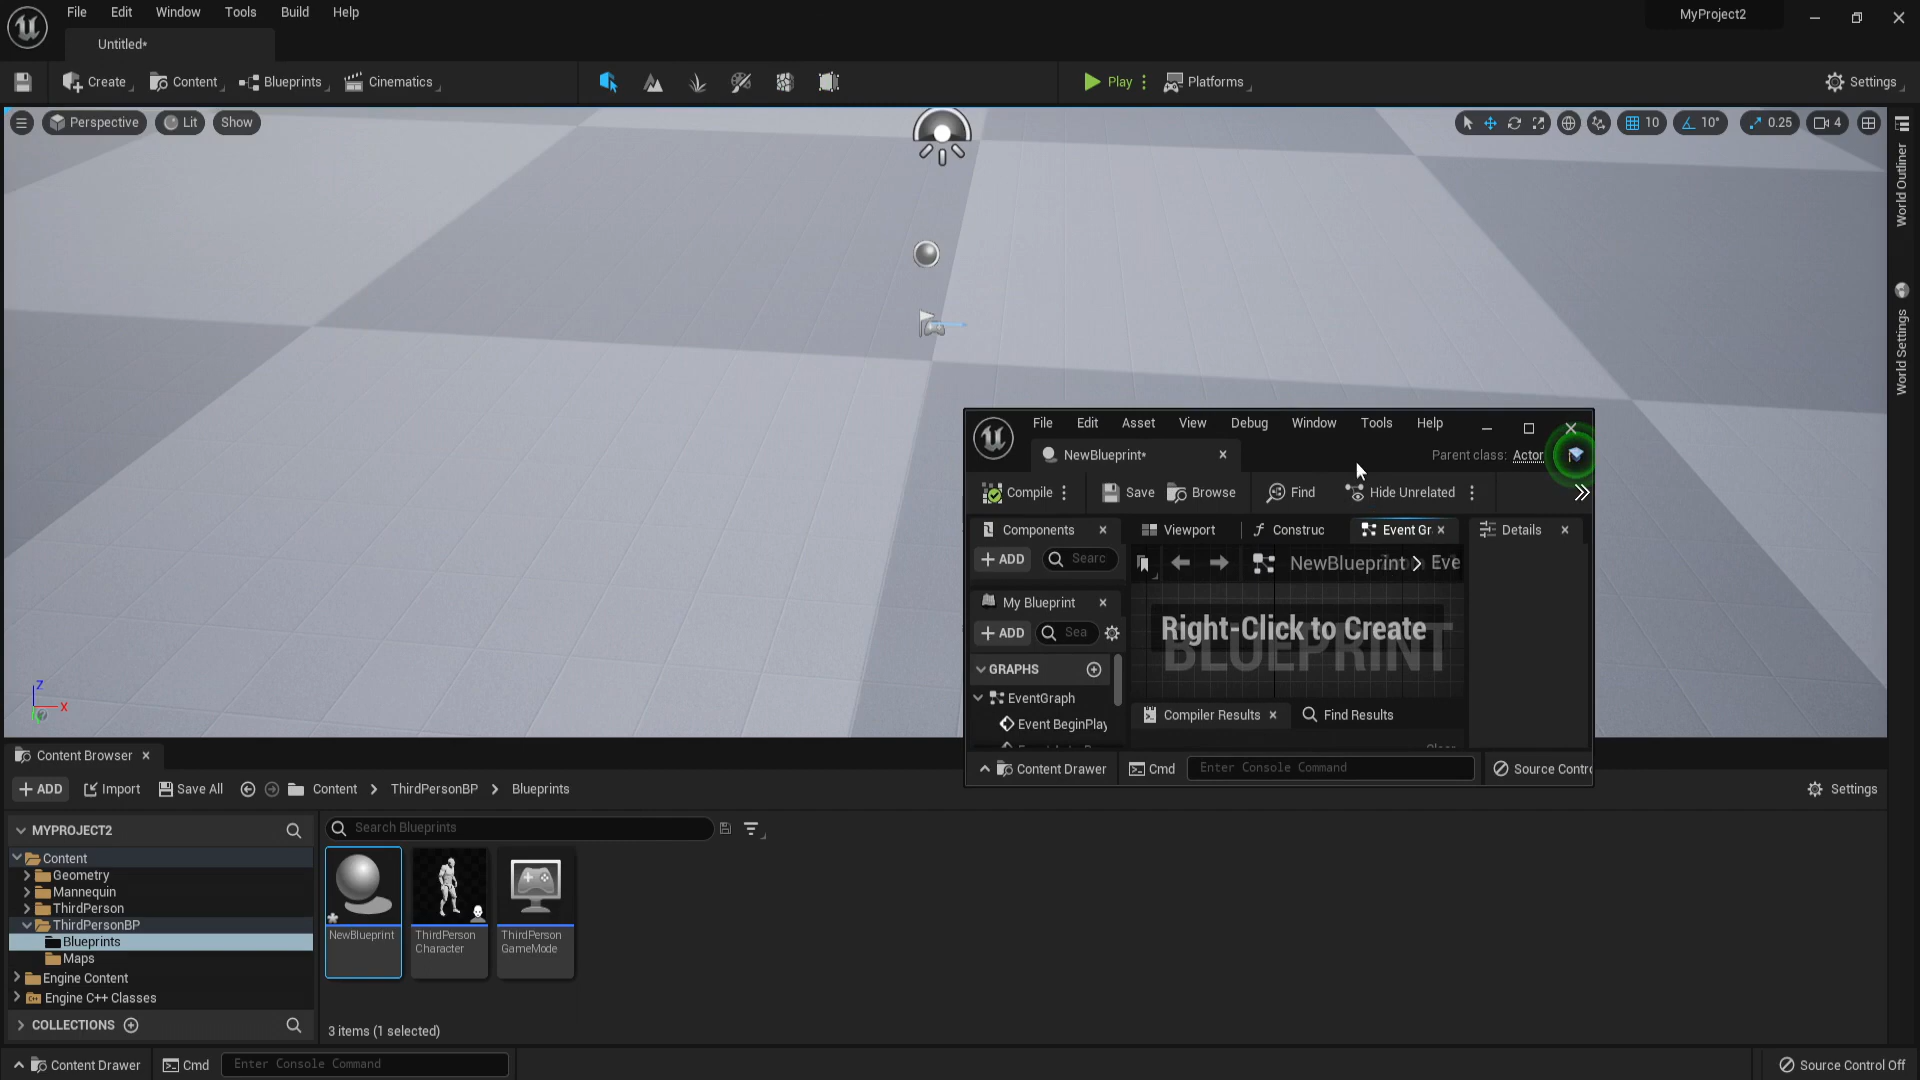 File Edit Window Tools Build Help
MyProject2
Untitled*
Create Content Blueprints Cinematics Play Platforms Settings
Perspective Lit Show 10 10° 0.25 4
World Outliner
World Settings
File Edit Asset View Debug Window Tools Help
NewBlueprint* Parent class: Actor
Compile Save Browse Find Hide Unrelated
Components Viewport Construc Event Gr Details
ADD Searc NewBlueprint > Eve
My Blueprint
ADD Sea
Right-Click to Create
BLUEPRINT
GRAPHS
EventGraph
Event BeginPlay
Compiler Results Find Results
Content Drawer Cmd Enter Console Command Source Contro
Z
X
Content Browser
ADD Import Save All Content > ThirdPersonBP > Blueprints Settings
MYPROJECT2 Search Blueprints
Content
Geometry
Mannequin
ThirdPerson
ThirdPersonBP
Blueprints
Maps
Engine Content
Engine C++ Classes
COLLECTIONS
NewBlueprint
ThirdPerson
Character
ThirdPerson
GameMode
3 items (1 selected)
Content Drawer Cmd Enter Console Command Source Control Off